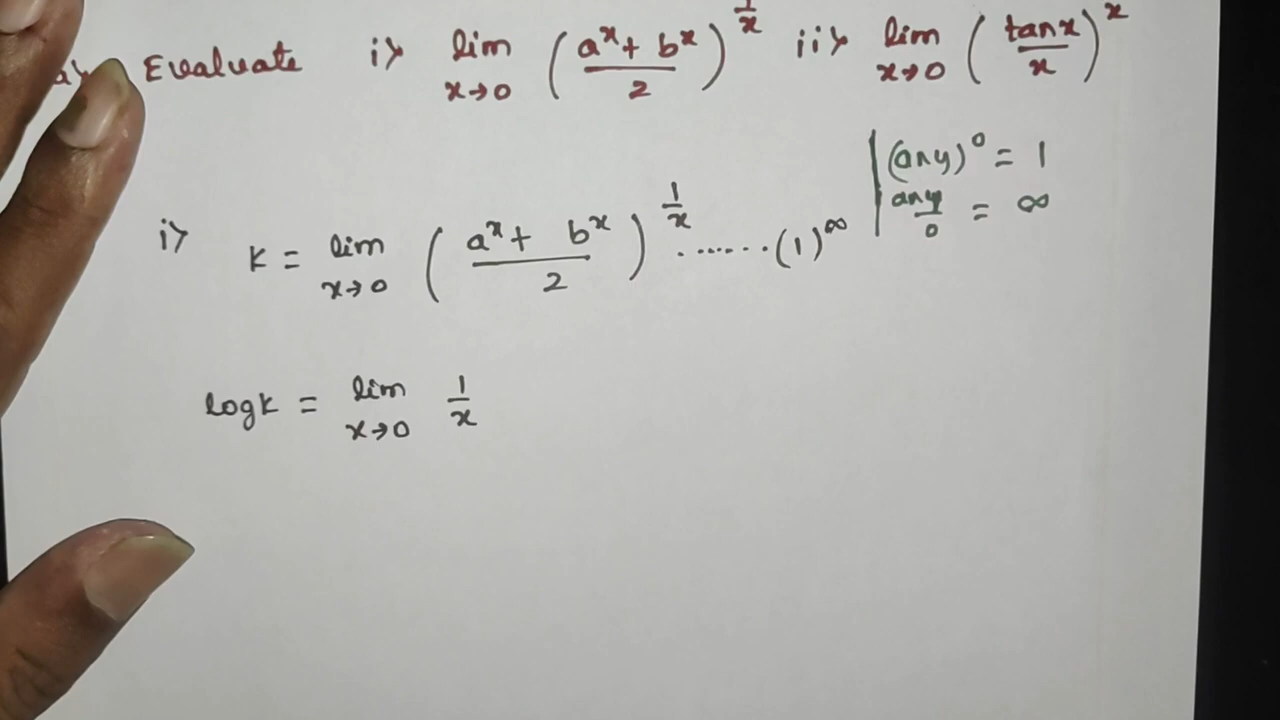 a> Evaluate i> lim x→0 ( (a^x + b^x) / 2 )^(1/x) ii> lim x→0 ( tanx / x )^x
(any)^0 = 1
any/0 = ∞
i> K = lim x→0 ( (a^x + b^x) / 2 )^(1/x) ...... (1)^∞
logK = lim x→0 1/x